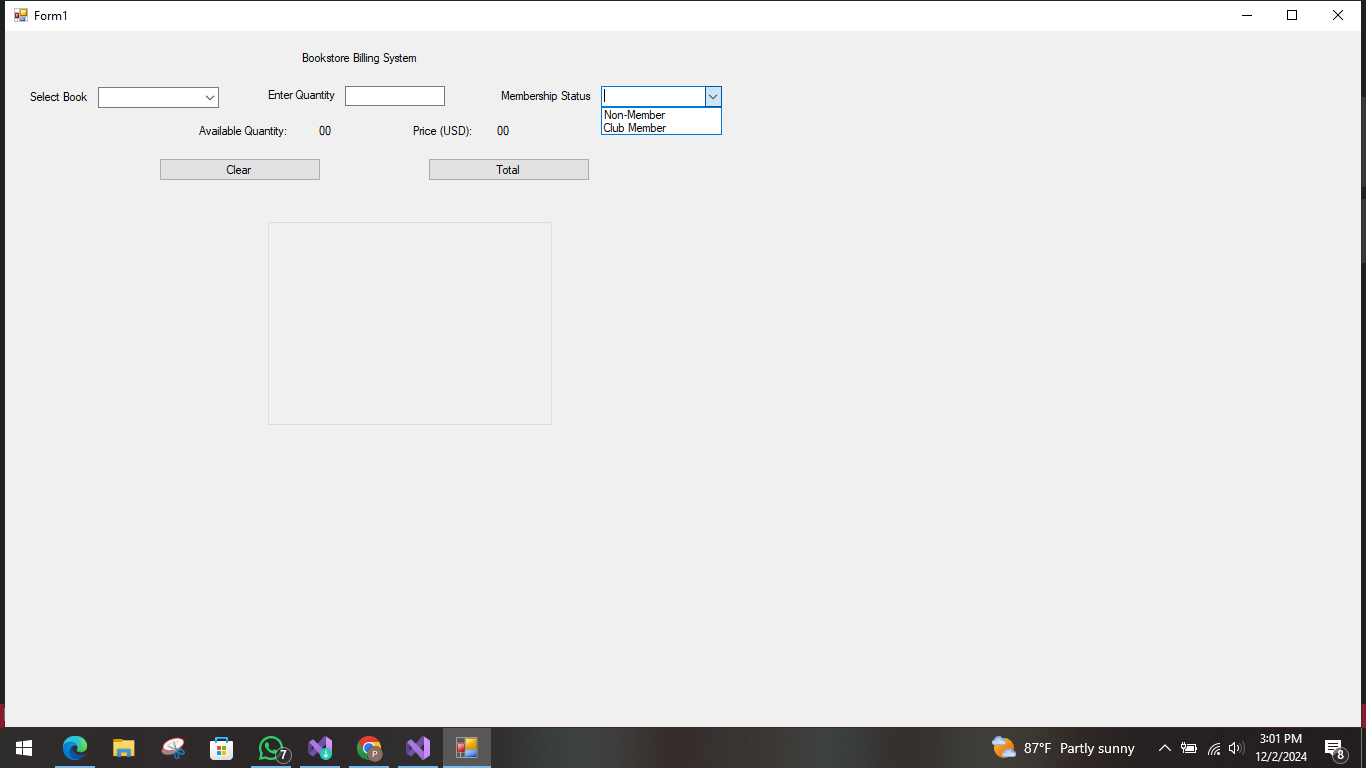 Form1
Bookstore Billing System
Select Book
Enter Quantity
Membership Status
Non-Member
Club Member
Available Quantity: 00
Price (USD): 00
Clear
Total
7
P
87°F Partly sunny
3:01 PM
12/2/2024
8